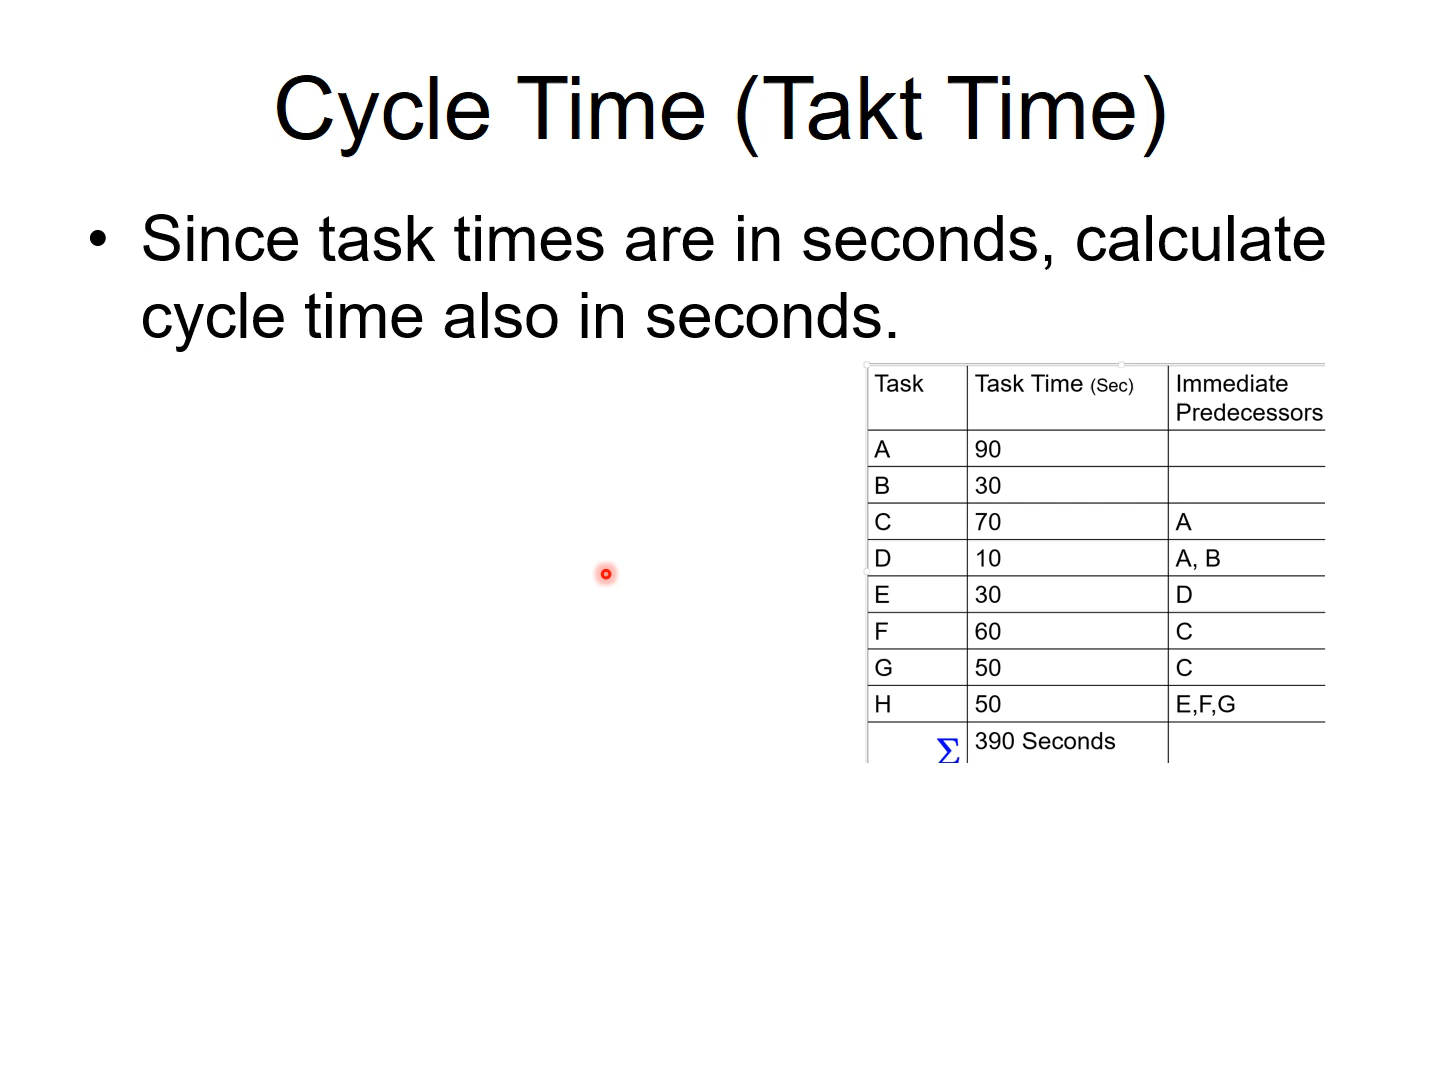 Cycle Time (Takt Time)
• Since task times are in seconds, calculate
cycle time also in seconds.
Task Task Time (Sec) Immediate
Predecessors
A 90
B 30
C 70 A
D 10 A, B
E 30 D
F 60 C
G 50 C
H 50 E,F,G
Σ 390 Seconds